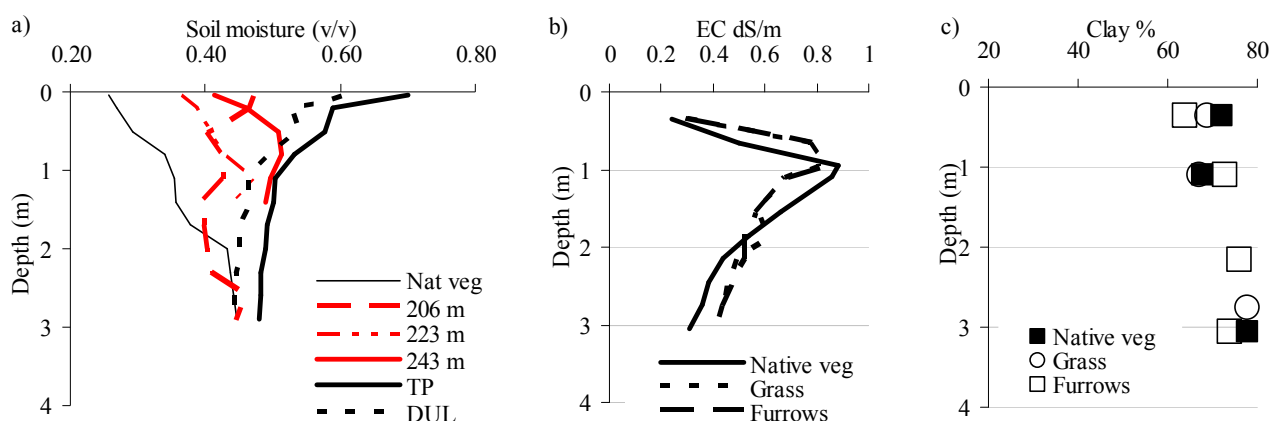 a) Soil moisture (v/v)
0.20 0.40 0.60 0.80
0
1
2
3
4
Depth (m)
Nat veg
206 m
223 m
243 m
TP
DUL
b) EC dS/m
0 0.2 0.4 0.6 0.8 1
0
1
2
3
4
Depth (m)
Native veg
Grass
Furrows
c) Clay %
20 40 60 80
0
1
2
3
4
Depth (m)
Native veg
Grass
Furrows